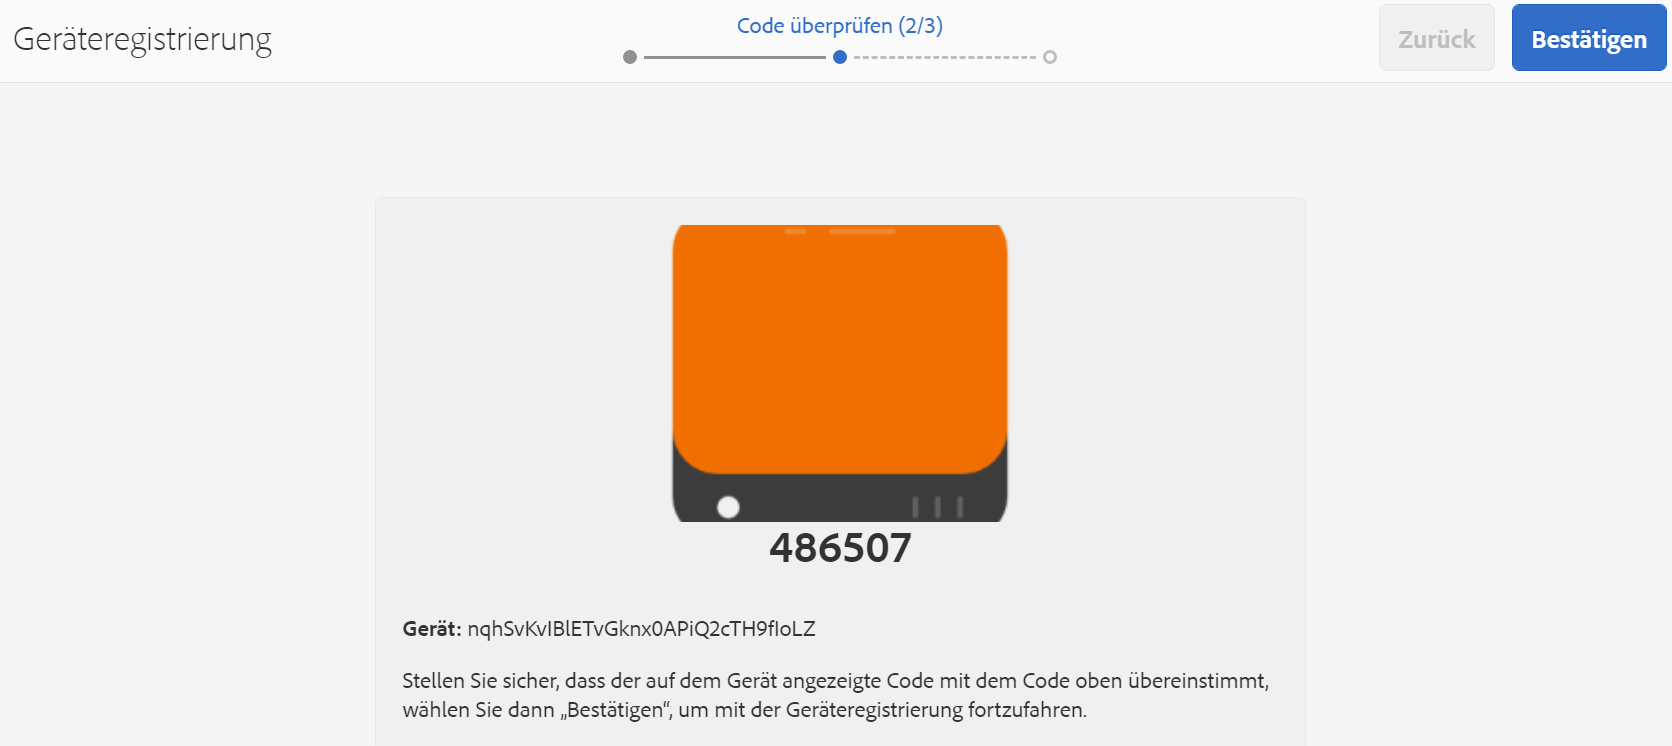 Geräteregistrierung
Code überprüfen (2/3)
Zurück
Bestätigen
486507
Gerät: nqhSvKvIBlETvGknx0APiQ2cTH9fIoLZ
Stellen Sie sicher, dass der auf dem Gerät angezeigte Code mit dem Code oben übereinstimmt,
wählen Sie dann „Bestätigen“, um mit der Geräteregistrierung fortzufahren.